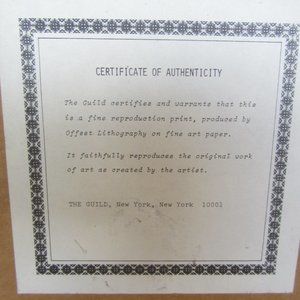 CERTIFICATE OF AUTHENTICITY
The Guild certifies and warrants that this
is a fine reproduction print, produced by
Offset Lithography on fine art paper.
It faithfully reproduces the original work
of art as created by the artist.
THE GUILD, New York, New York 10001